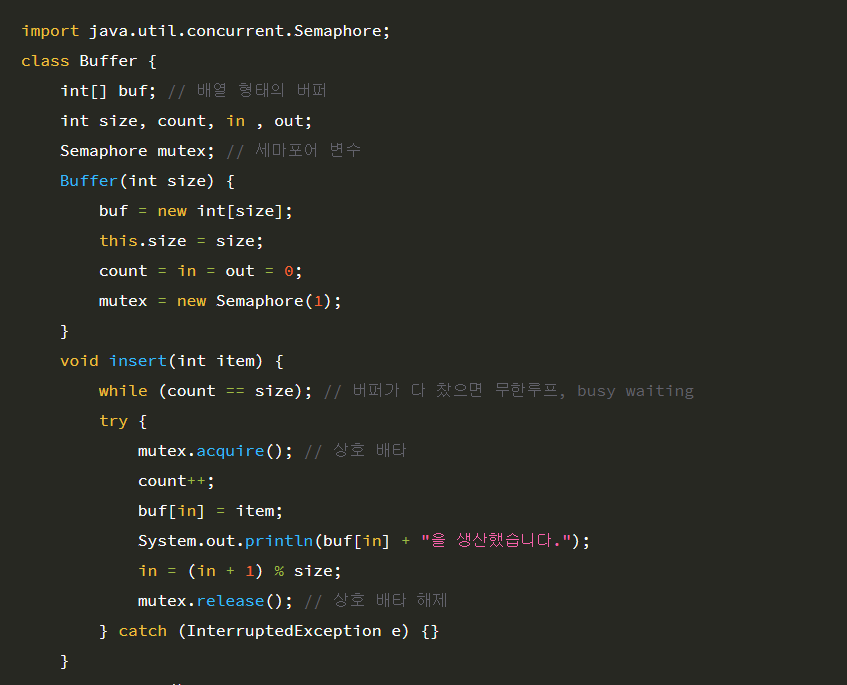 import java.util.concurrent.Semaphore;
class Buffer {
    int[] buf; // 배열 형태의 버퍼
    int size, count, in , out;
    Semaphore mutex; // 세마포어 변수
    Buffer(int size) {
        buf = new int[size];
        this.size = size;
        count = in = out = 0;
        mutex = new Semaphore(1);
    }
    void insert(int item) {
        while (count == size); // 버퍼가 다 찼으면 무한루프, busy waiting
        try {
            mutex.acquire(); // 상호 배타
            count++;
            buf[in] = item;
            System.out.println(buf[in] + "을 생산했습니다.");
            in = (in + 1) % size;
            mutex.release(); // 상호 배타 해제
        } catch (InterruptedException e) {}
    }